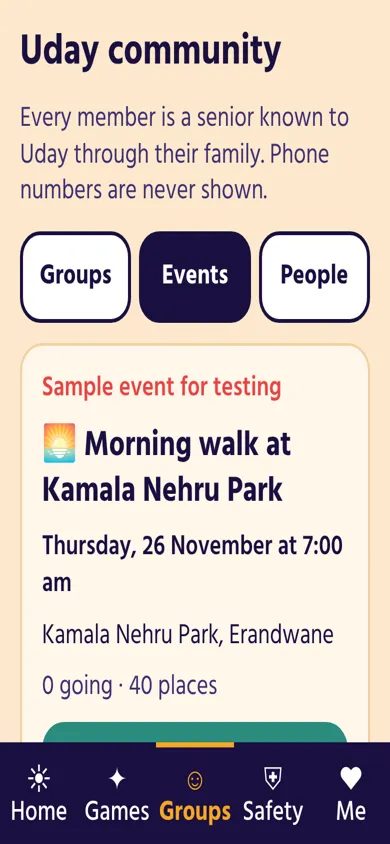 Uday community
Every member is a senior known to
Uday through their family. Phone
numbers are never shown.
Groups
Events
People
Sample event for testing
🌅 Morning walk at
Kamala Nehru Park
Thursday, 26 November at 7:00
am
Kamala Nehru Park, Erandwane
0 going · 40 places
Home
Games
Groups
Safety
Me